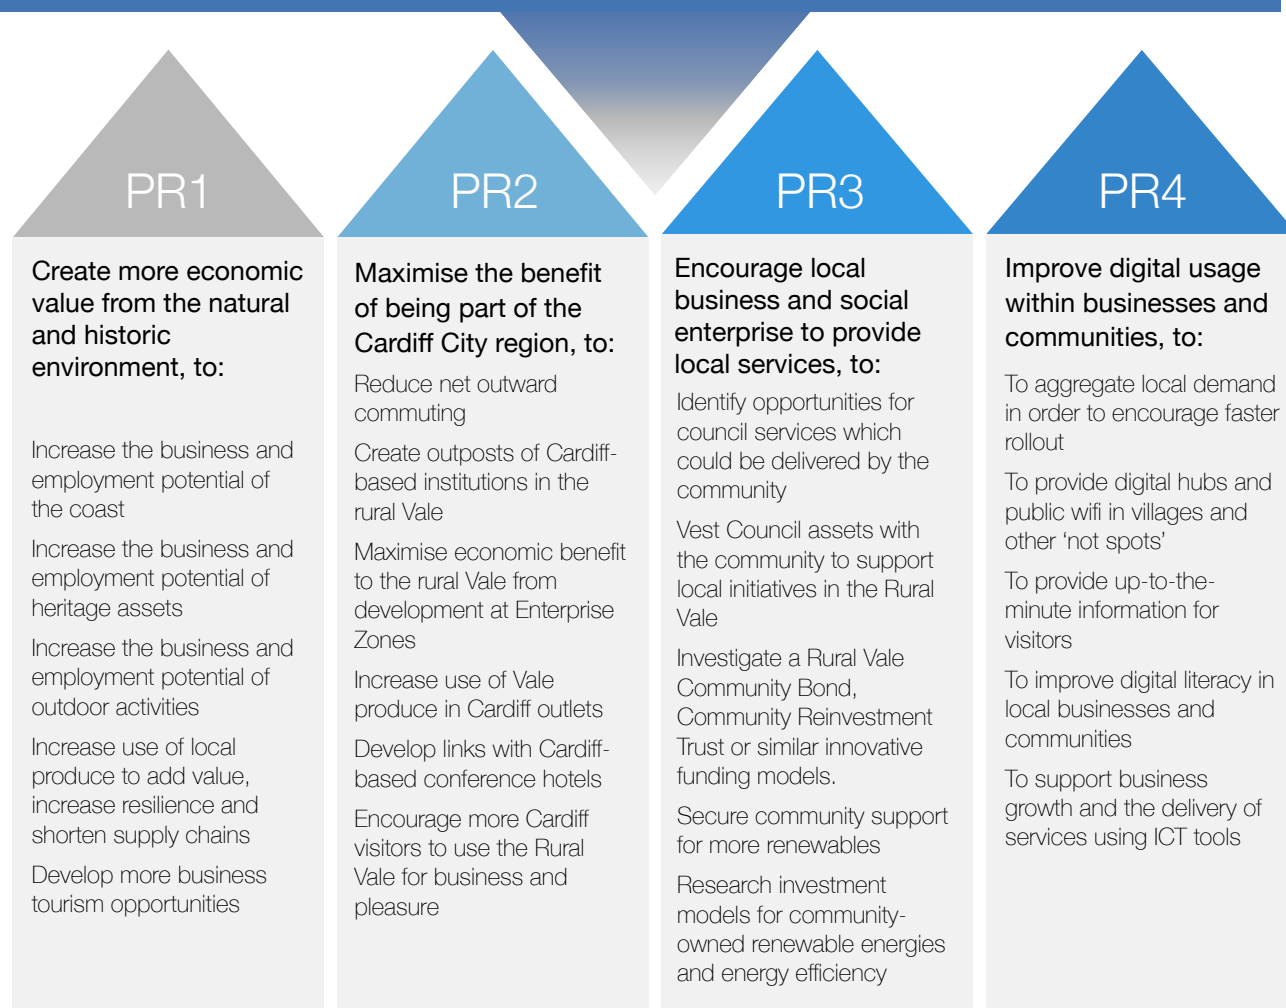 PR1
Create more economic
value from the natural
and historic
environment, to:
Increase the business and
employment potential of
the coast
Increase the business and
employment potential of
heritage assets
Increase the business and
employment potential of
outdoor activities
Increase use of local
produce to add value,
increase resilience and
shorten supply chains
Develop more business
tourism opportunities
PR2
Maximise the benefit
of being part of the
Cardiff City region, to:
Reduce net outward
commuting
Create outposts of Cardiff-
based institutions in the
rural Vale
Maximise economic benefit
to the rural Vale from
development at Enterprise
Zones
Increase use of Vale
produce in Cardiff outlets
Develop links with Cardiff-
based conference hotels
Encourage more Cardiff
visitors to use the Rural
Vale for business and
pleasure
PR3
Encourage local
business and social
enterprise to provide
local services, to:
Identify opportunities for
council services which
could be delivered by the
community
Vest Council assets with
the community to support
local initiatives in the Rural
Vale
Investigate a Rural Vale
Community Bond,
Community Reinvestment
Trust or similar innovative
funding models.
Secure community support
for more renewables
Research investment
models for community-
owned renewable energies
and energy efficiency
PR4
Improve digital usage
within businesses and
communities, to:
To aggregate local demand
in order to encourage faster
rollout
To provide digital hubs and
public wifi in villages and
other ‘not spots’
To provide up-to-the-
minute information for
visitors
To improve digital literacy in
local businesses and
communities
To support business
growth and the delivery of
services using ICT tools